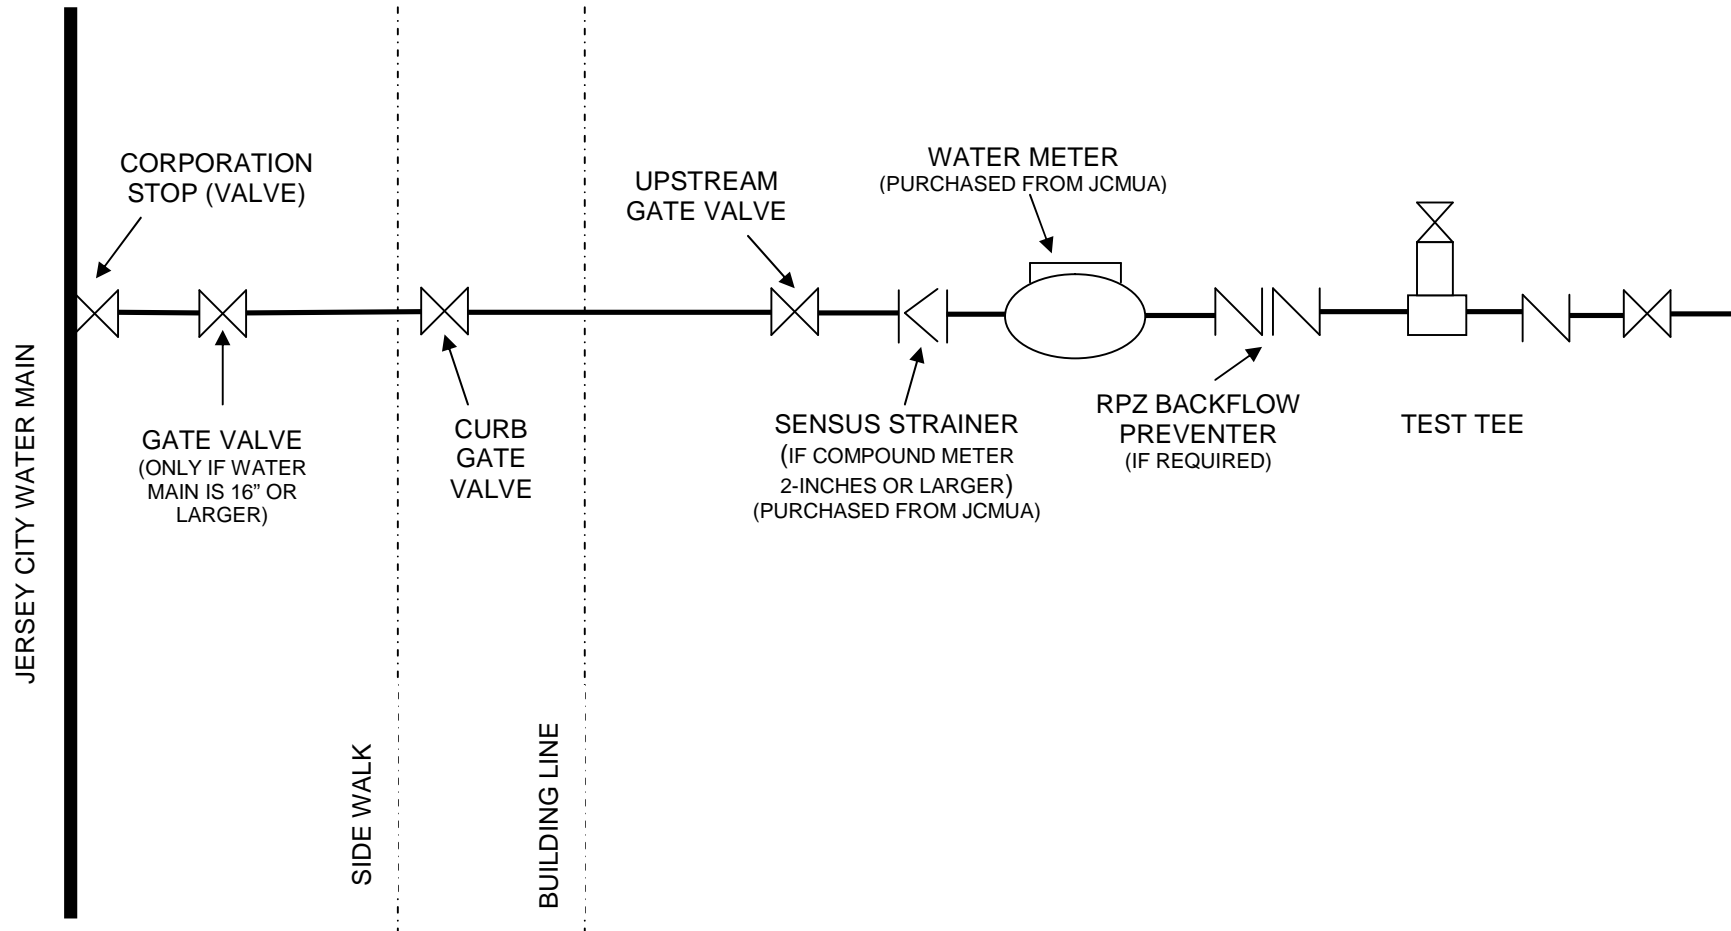 CORPORATION
STOP (VALVE)
UPSTREAM
GATE VALVE
WATER METER
(PURCHASED FROM JCMUA)
JERSEY CITY WATER MAIN
GATE VALVE
(ONLY IF WATER
MAIN IS 16” OR
LARGER)
CURB
GATE
VALVE
SENSUS STRAINER
(IF COMPOUND METER
2-INCHES OR LARGER)
(PURCHASED FROM JCMUA)
RPZ BACKFLOW
PREVENTER
(IF REQUIRED)
TEST TEE
SIDE WALK
BUILDING LINE